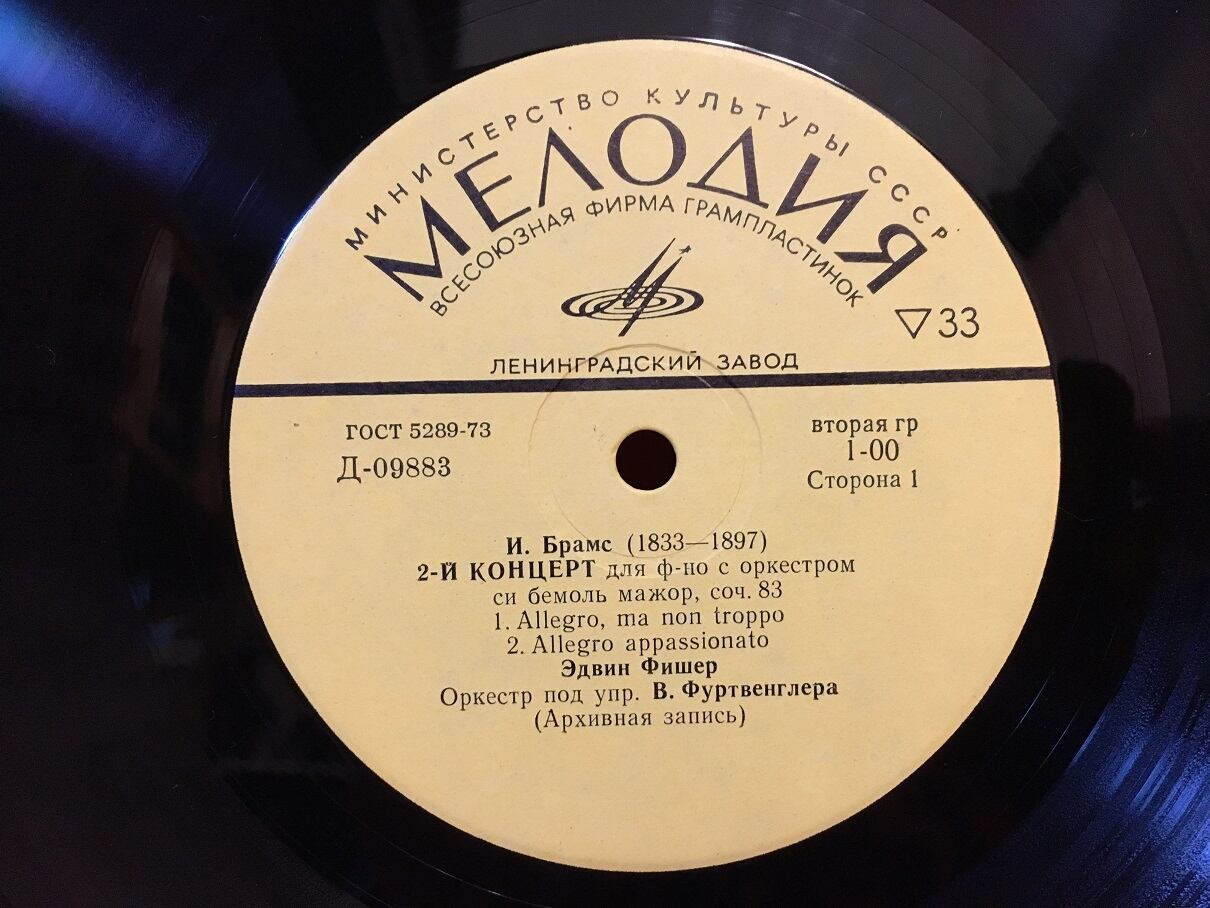 МИНИСТЕРСТВО КУЛЬТУРЫ СССР
МЕЛОДИЯ
ВСЕСОЮЗНАЯ ФИРМА ГРАМПЛАСТИНОК
33
ЛЕНИНГРАДСКИЙ ЗАВОД
ГОСТ 5289-73
Д-09883
вторая гр
1-00
Сторона 1
И. Брамс (1833—1897)
2-Й КОНЦЕРТ для ф-но с оркестром
си бемоль мажор, соч. 83
1. Allegro, ma non troppo
2. Allegro appassionato
Эдвин Фишер
Оркестр под упр. В. Фуртвенглера
(Архивная запись)